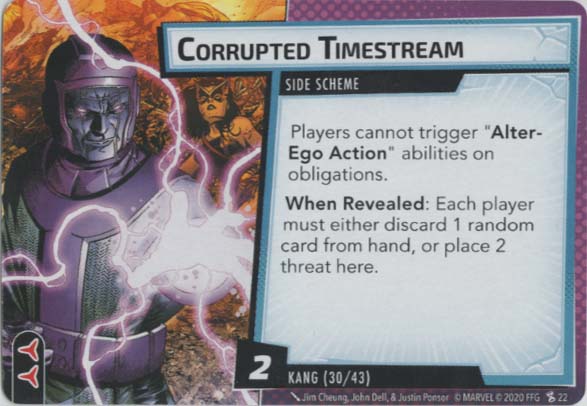 CORRUPTED TIMESTREAM
SIDE SCHEME
Players cannot trigger "Alter-
Ego Action" abilities on
obligations.
When Revealed: Each player
must either discard 1 random
card from hand, or place 2
threat here.
2
KANG (30/43)
Jim Cheung, John Dell, & Justin Ponsor © MARVEL © 2020 FFG 22